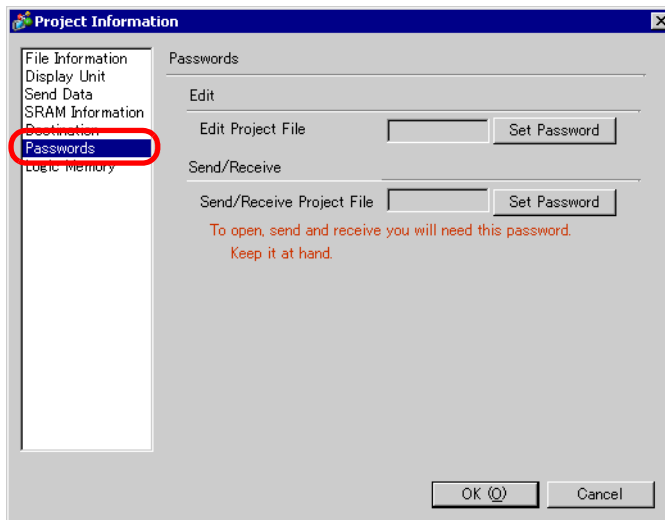 Project Information
File Information
Display Unit
Send Data
SRAM Information
Destination
Passwords
Logic Memory
Passwords
Edit
Edit Project File
Set Password
Send/Receive
Send/Receive Project File
Set Password
To open, send and receive you will need this password.
Keep it at hand.
OK (O)
Cancel